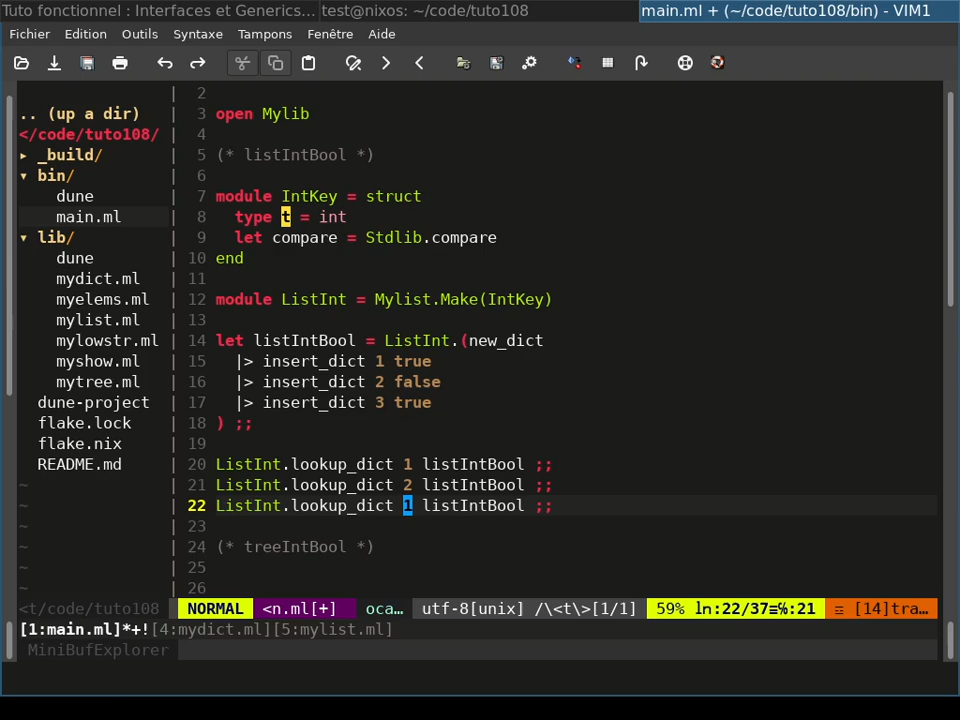 Tuto fonctionnel : Interfaces et Generics... test@nixos: ~/code/tuto108 main.ml + (~/code/tuto108/bin) - VIM1
Fichier Edition Outils Syntaxe Tampons Fenêtre Aide
| 2
.. (up a dir) | 3 open Mylib
</code/tuto108/ | 4
▸ _build/ | 5 (* listIntBool *)
▾ bin/ | 6
dune | 7 module IntKey = struct
main.ml | 8 type t = int
▾ lib/ | 9 let compare = Stdlib.compare
dune | 10 end
mydict.ml | 11
myelems.ml | 12 module ListInt = Mylist.Make(IntKey)
mylist.ml | 13
mylowstr.ml | 14 let listIntBool = ListInt.(new_dict
myshow.ml | 15 |> insert_dict 1 true
mytree.ml | 16 |> insert_dict 2 false
dune-project | 17 |> insert_dict 3 true
flake.lock | 18 ) ;;
flake.nix | 19
README.md | 20 ListInt.lookup_dict 1 listIntBool ;;
~ | 21 ListInt.lookup_dict 2 listIntBool ;;
~ | 22 ListInt.lookup_dict 1 listIntBool ;;
~ | 23
~ | 24 (* treeIntBool *)
~ | 25
~ | 26
<t/code/tuto108 NORMAL <n.ml[+] oca… utf-8[unix] /\<t\>[1/1] 59% ln:22/37≡℅:21 ☲ [14]tra…
[1:main.ml]*+![4:mydict.ml][5:mylist.ml]
MiniBufExplorer